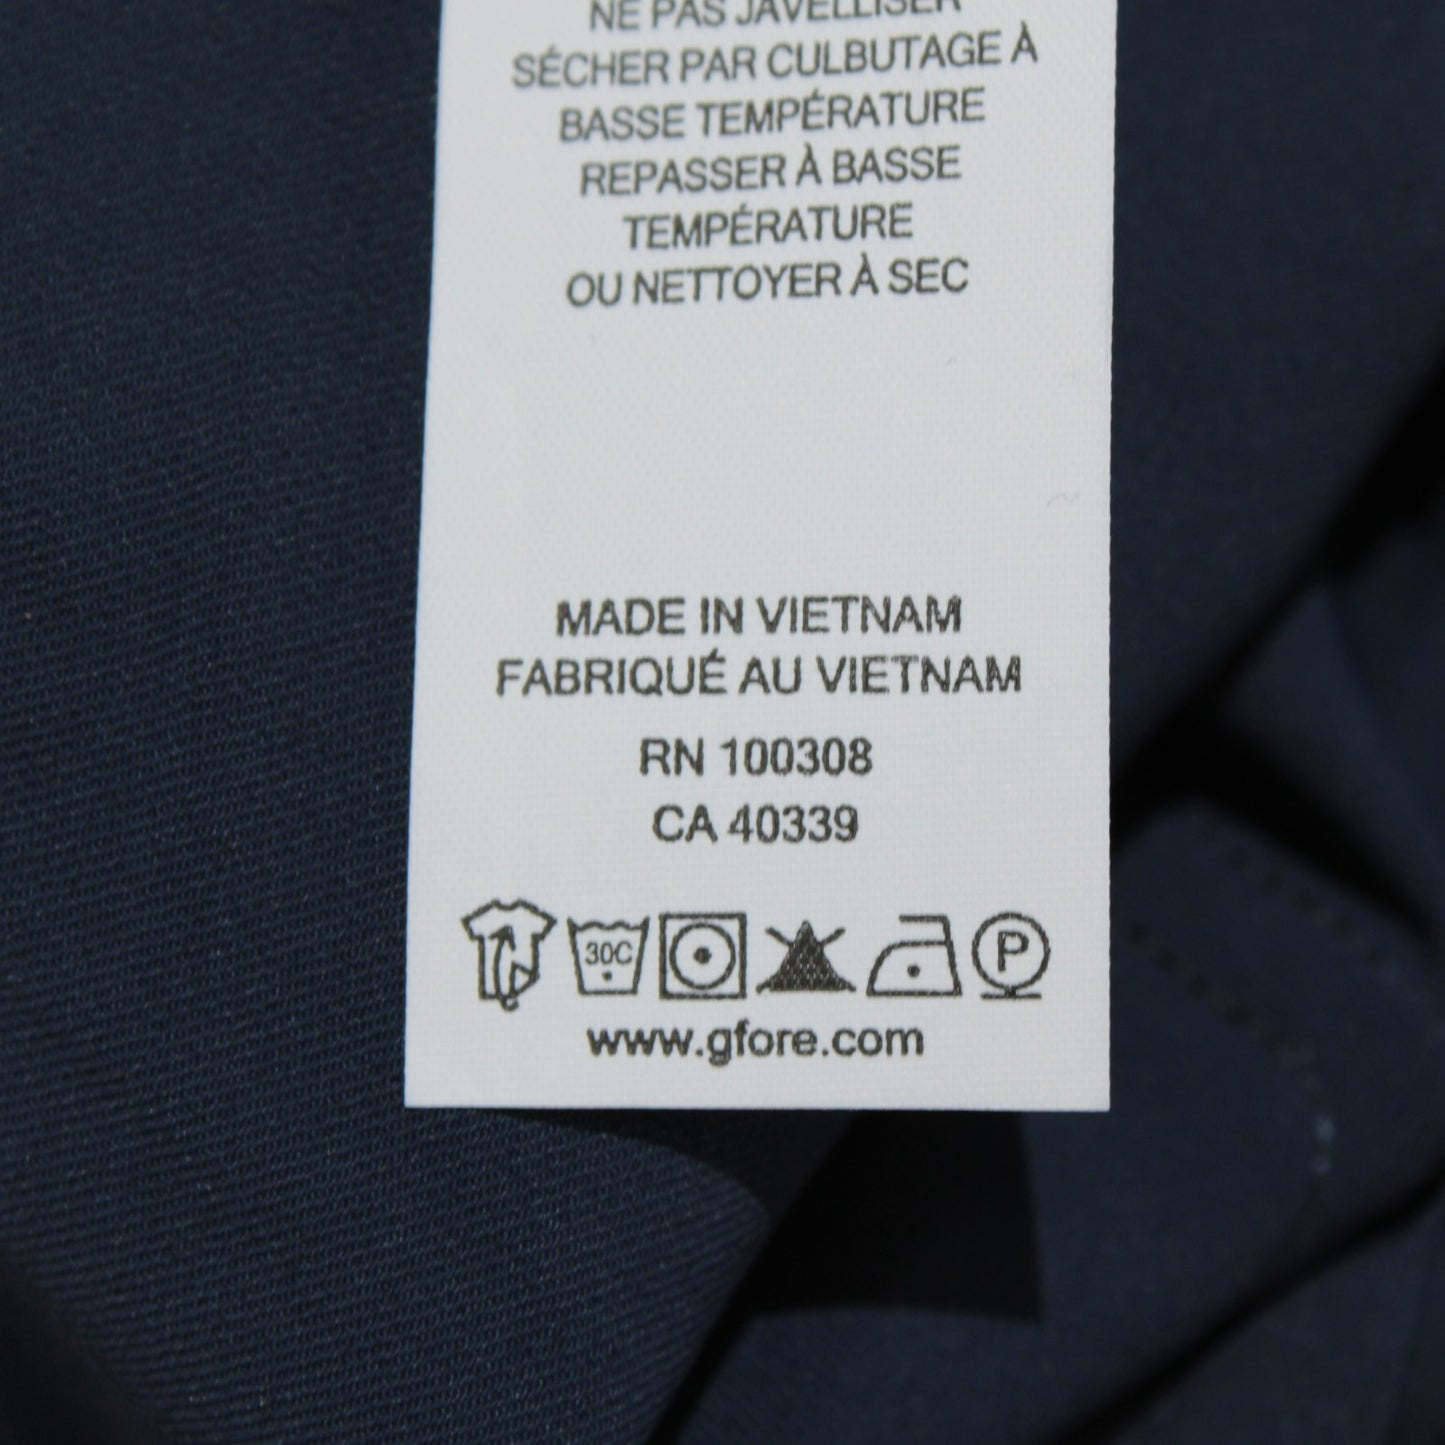 NE PAS JAVELLISER
SÉCHER PAR CULBUTAGE À
BASSE TEMPÉRATURE
REPASSER À BASSE
TEMPÉRATURE
OU NETTOYER À SEC
MADE IN VIETNAM
FABRIQUÉ AU VIETNAM
RN 100308
CA 40339
30C P
www.gfore.com